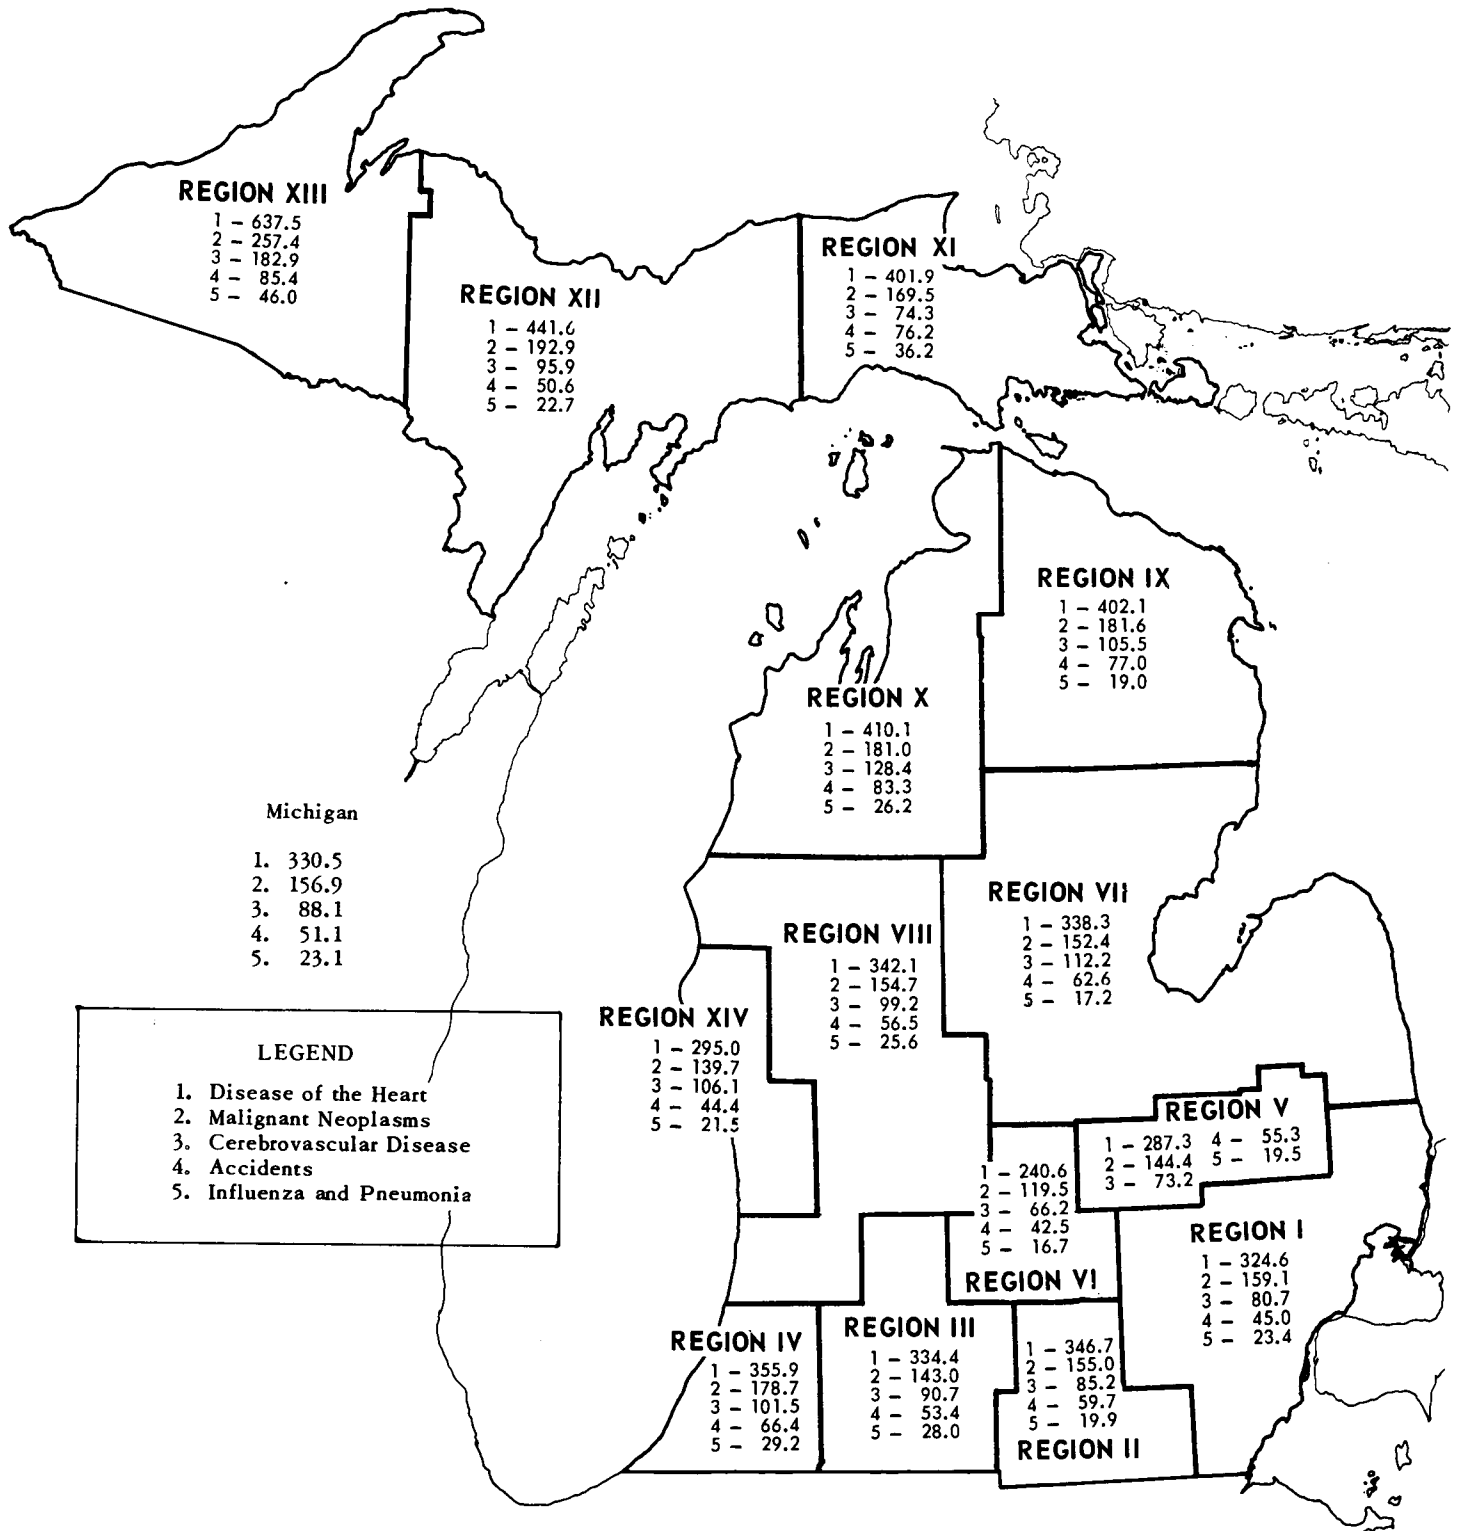 REGION XIII
1 – 637.5
2 – 257.4
3 – 182.9
4 – 85.4
5 – 46.0
REGION XII
1 – 441.6
2 – 192.9
3 – 95.9
4 – 50.6
5 – 22.7
REGION XI
1 – 401.9
2 – 169.5
3 – 74.3
4 – 76.2
5 – 36.2
REGION IX
1 – 402.1
2 – 181.6
3 – 105.5
4 – 77.0
5 – 19.0
REGION X
1 – 410.1
2 – 181.0
3 – 128.4
4 – 83.3
5 – 26.2
Michigan
1. 330.5
2. 156.9
3. 88.1
4. 51.1
5. 23.1
REGION VII
1 – 338.3
2 – 152.4
3 – 112.2
4 – 62.6
5 – 17.2
REGION VIII
1 – 342.1
2 – 154.7
3 – 99.2
4 – 56.5
5 – 25.6
REGION XIV
1 – 295.0
2 – 139.7
3 – 106.1
4 – 44.4
5 – 21.5
LEGEND
1. Disease of the Heart
2. Malignant Neoplasms
3. Cerebrovascular Disease
4. Accidents
5. Influenza and Pneumonia
REGION V
1 – 287.3 4 – 55.3
2 – 144.4 5 – 19.5
3 – 73.2
1 – 240.6
2 – 119.5
3 – 66.2
4 – 42.5
5 – 16.7
REGION VI
REGION I
1 – 324.6
2 – 159.1
3 – 80.7
4 – 45.0
5 – 23.4
REGION IV
1 – 355.9
2 – 178.7
3 – 101.5
4 – 66.4
5 – 29.2
REGION III
1 – 334.4
2 – 143.0
3 – 90.7
4 – 53.4
5 – 28.0
1 – 346.7
2 – 155.0
3 – 85.2
4 – 59.7
5 – 19.9
REGION II